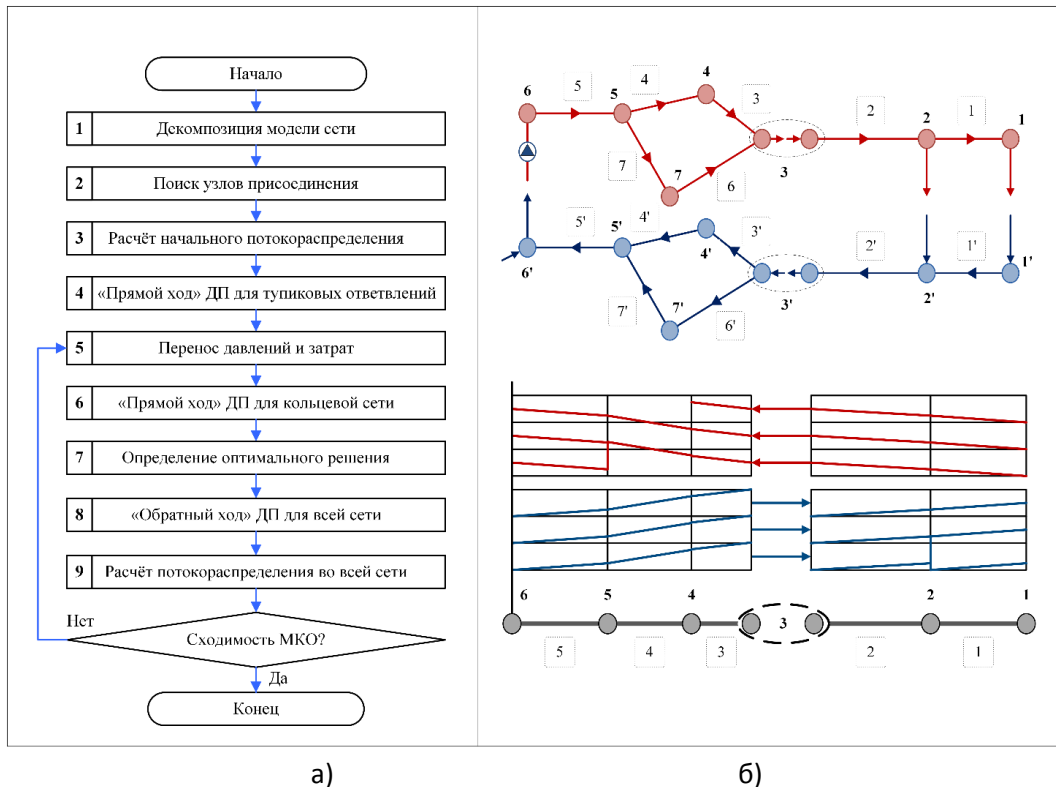 Начало
1 Декомпозиция модели сети
2 Поиск узлов присоединения
3 Расчёт начального потокораспределения
4 «Прямой ход» ДП для тупиковых ответвлений
5 Перенос давлений и затрат
6 «Прямой ход» ДП для кольцевой сети
7 Определение оптимального решения
8 «Обратный ход» ДП для всей сети
9 Расчёт потокораспределения во всей сети
Нет
Сходимость МКО?
Да
Конец
а)
4
6 5 5 4 3 2 2 1 1
7 7 6 3
5' 5' 4' 4' 3' 2' 1' 1'
6' 3' 2'
7' 7' 6'
6 5 4 3 2 1
5 4 3 2 1
б)